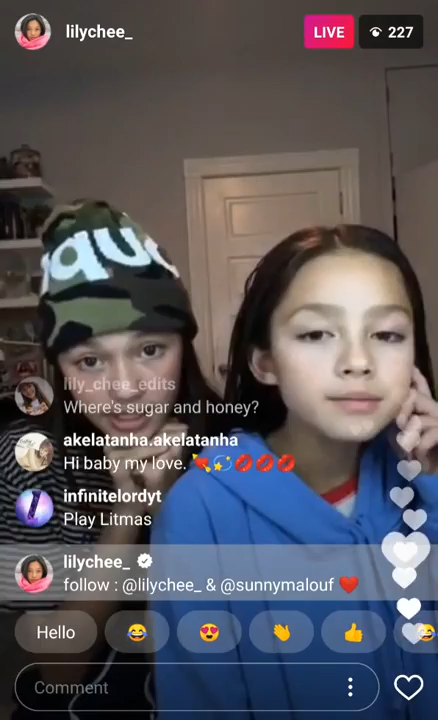 lilychee_
LIVE
227
lily_chee_edits
Where's sugar and honey?
akelatanha.akelatanha
Hi baby my love. 💘💫💋💋💋
infinitelordyt
Play Litmas
lilychee_
follow : @lilychee_ & @sunnymalouf ❤️
Hello 😂 😍 👏 👍 😂
Comment